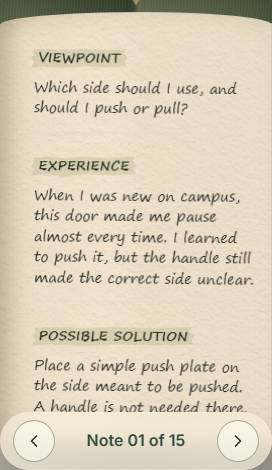 VIEWPOINT
Which side should I use, and
should I push or pull?
EXPERIENCE
When I was new on campus,
this door made me pause
almost every time. I learned
to push it, but the handle still
made the correct side unclear.
POSSIBLE SOLUTION
Place a simple push plate on
the side meant to be pushed.
A handle is not needed there.
Note 01 of 15